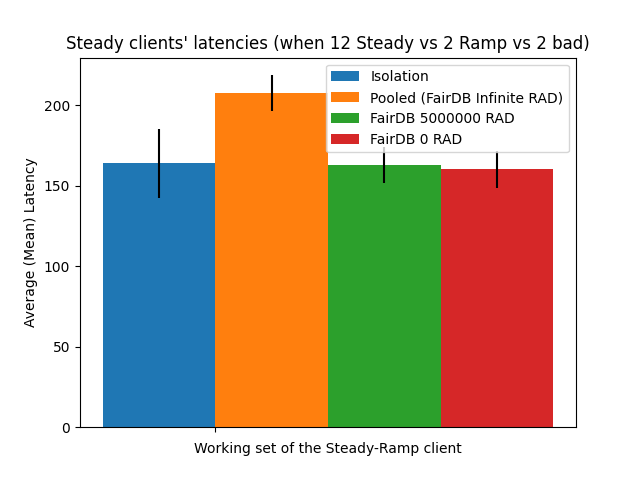 Steady clients' latencies (when 12 Steady vs 2 Ramp vs 2 bad)
Isolation
Pooled (FairDB Infinite RAD)
FairDB 5000000 RAD
FairDB 0 RAD
200
150
100
50
0
Average (Mean) Latency
Working set of the Steady-Ramp client